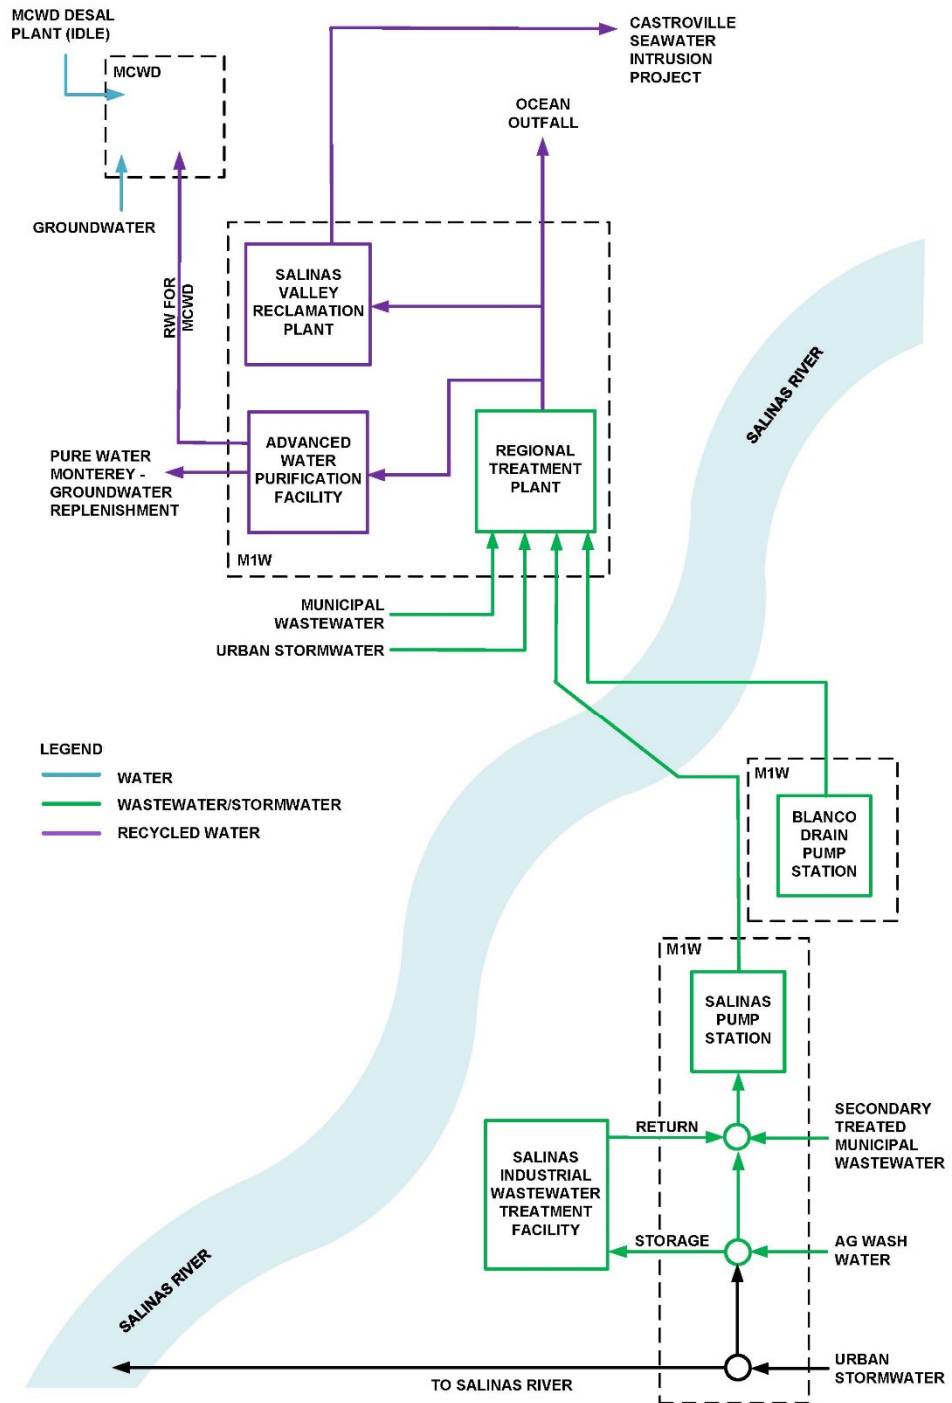 MCWD DESAL
PLANT (IDLE)
MCWD
GROUNDWATER
CASTROVILLE
SEAWATER
INTRUSION
PROJECT
OCEAN
OUTFALL
RW FOR
MCWD
SALINAS
VALLEY
RECLAMATION
PLANT
ADVANCED
WATER
PURIFICATION
FACILITY
REGIONAL
TREATMENT
PLANT
PURE WATER
MONTEREY -
GROUNDWATER
REPLENISHMENT
M1W
MUNICIPAL
WASTEWATER
URBAN STORMWATER
SALINAS RIVER
LEGEND
WATER
WASTEWATER/STORMWATER
RECYCLED WATER
M1W
BLANCO
DRAIN
PUMP
STATION
M1W
SALINAS
PUMP
STATION
RETURN
SECONDARY
TREATED
MUNICIPAL
WASTEWATER
SALINAS
INDUSTRIAL
WASTEWATER
TREATMENT
FACILITY
STORAGE
AG WASH
WATER
SALINAS RIVER
TO SALINAS RIVER
URBAN
STORMWATER